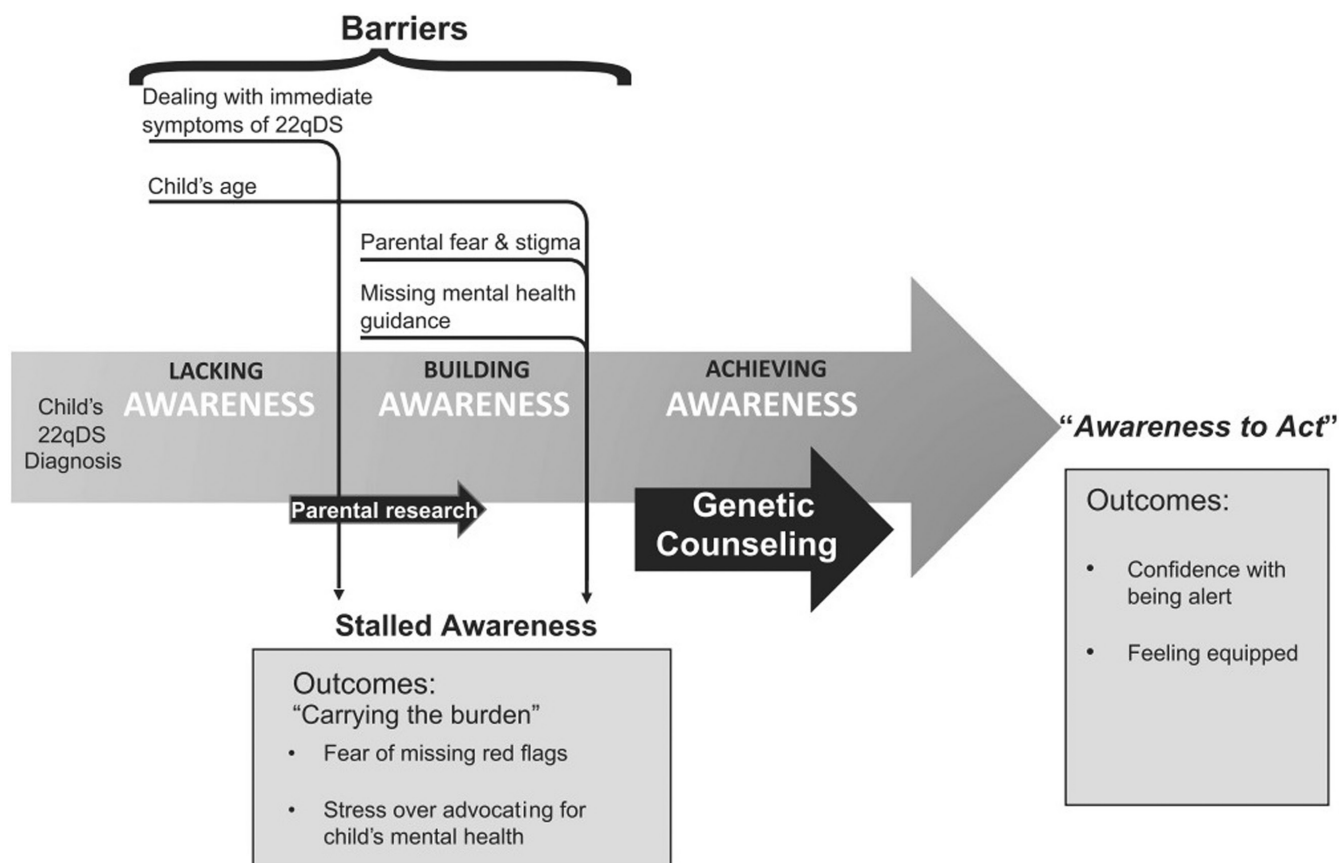 Barriers
Dealing with immediate
symptoms of 22qDS
Child's age
Parental fear & stigma
Missing mental health
guidance
LACKING
AWARENESS
BUILDING
AWARENESS
ACHIEVING
AWARENESS
Child's
22qDS
Diagnosis
"Awareness to Act"
Parental research
Genetic
Counseling
Outcomes:
• Confidence with
being alert
• Feeling equipped
Stalled Awareness
Outcomes:
"Carrying the burden"
• Fear of missing red flags
• Stress over advocating for
child's mental health